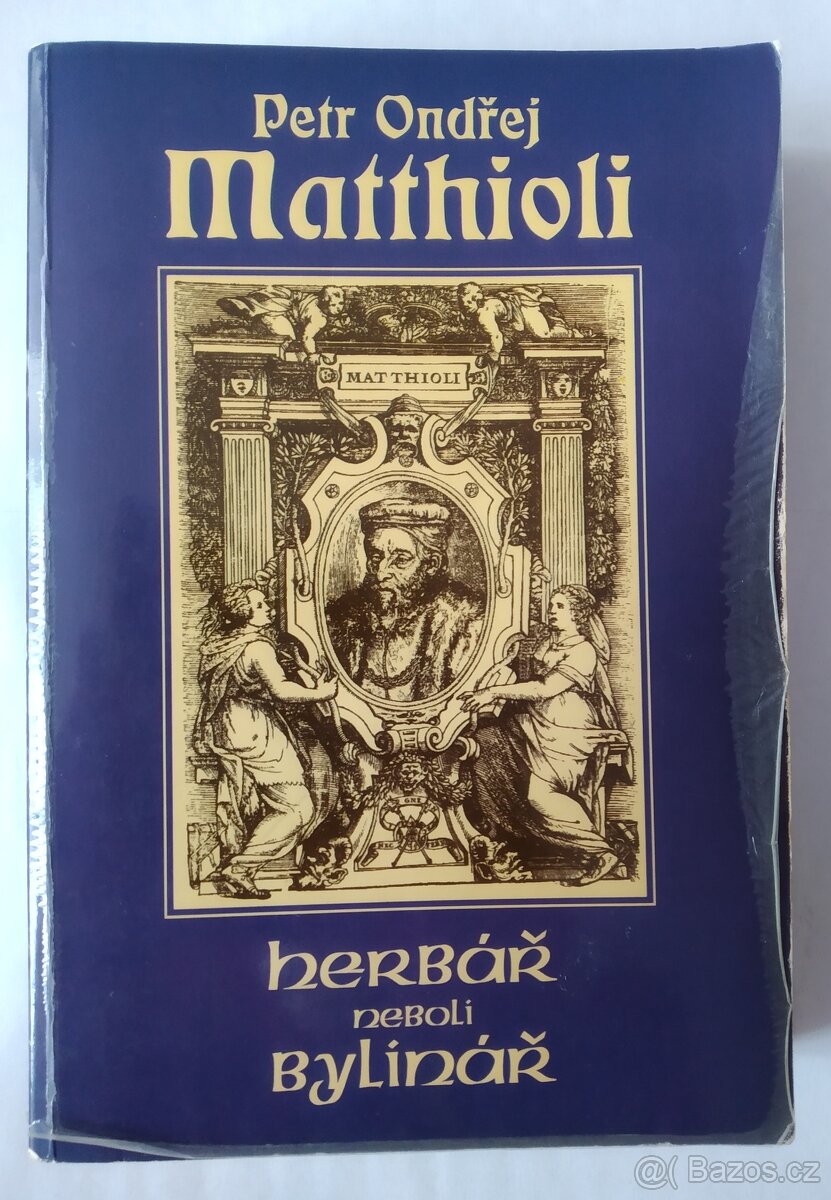 Petr Ondřej
Matthioli
MATTHIOLI
herbář
neboli
bylinář
@( Bazos.cz